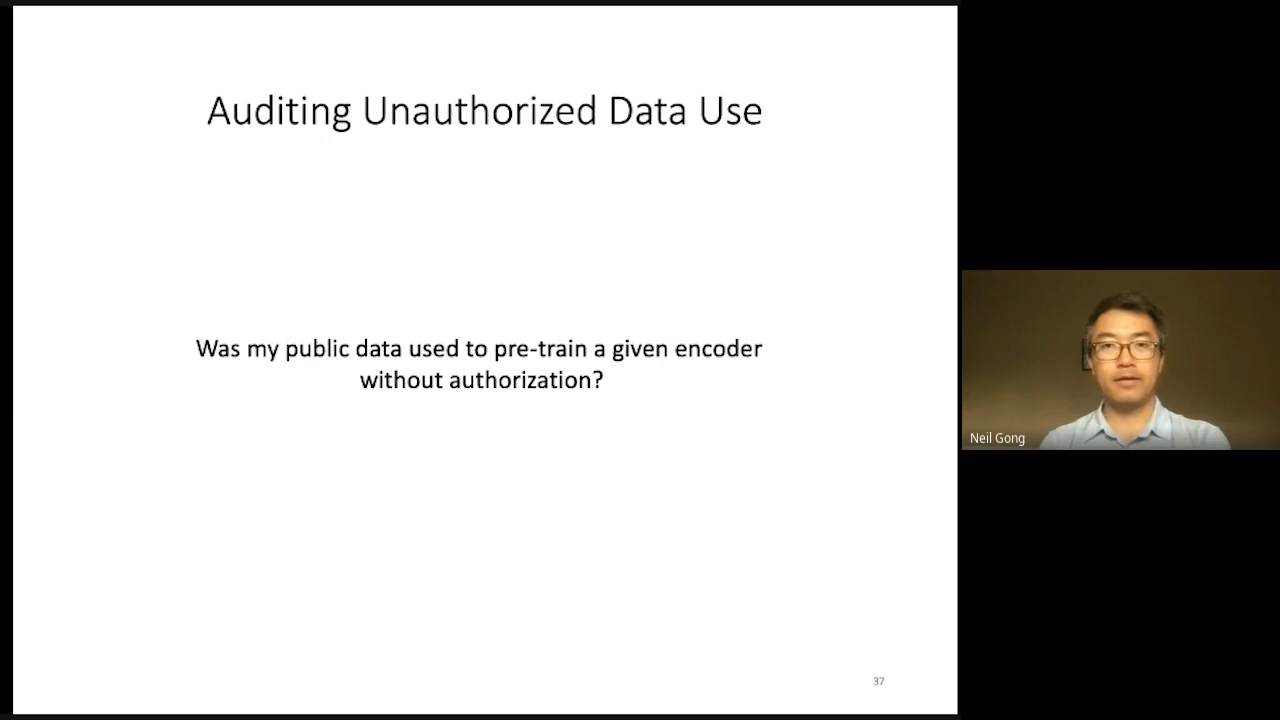 Auditing Unauthorized Data Use
Was my public data used to pre-train a given encoder
without authorization?
37
Neil Gong